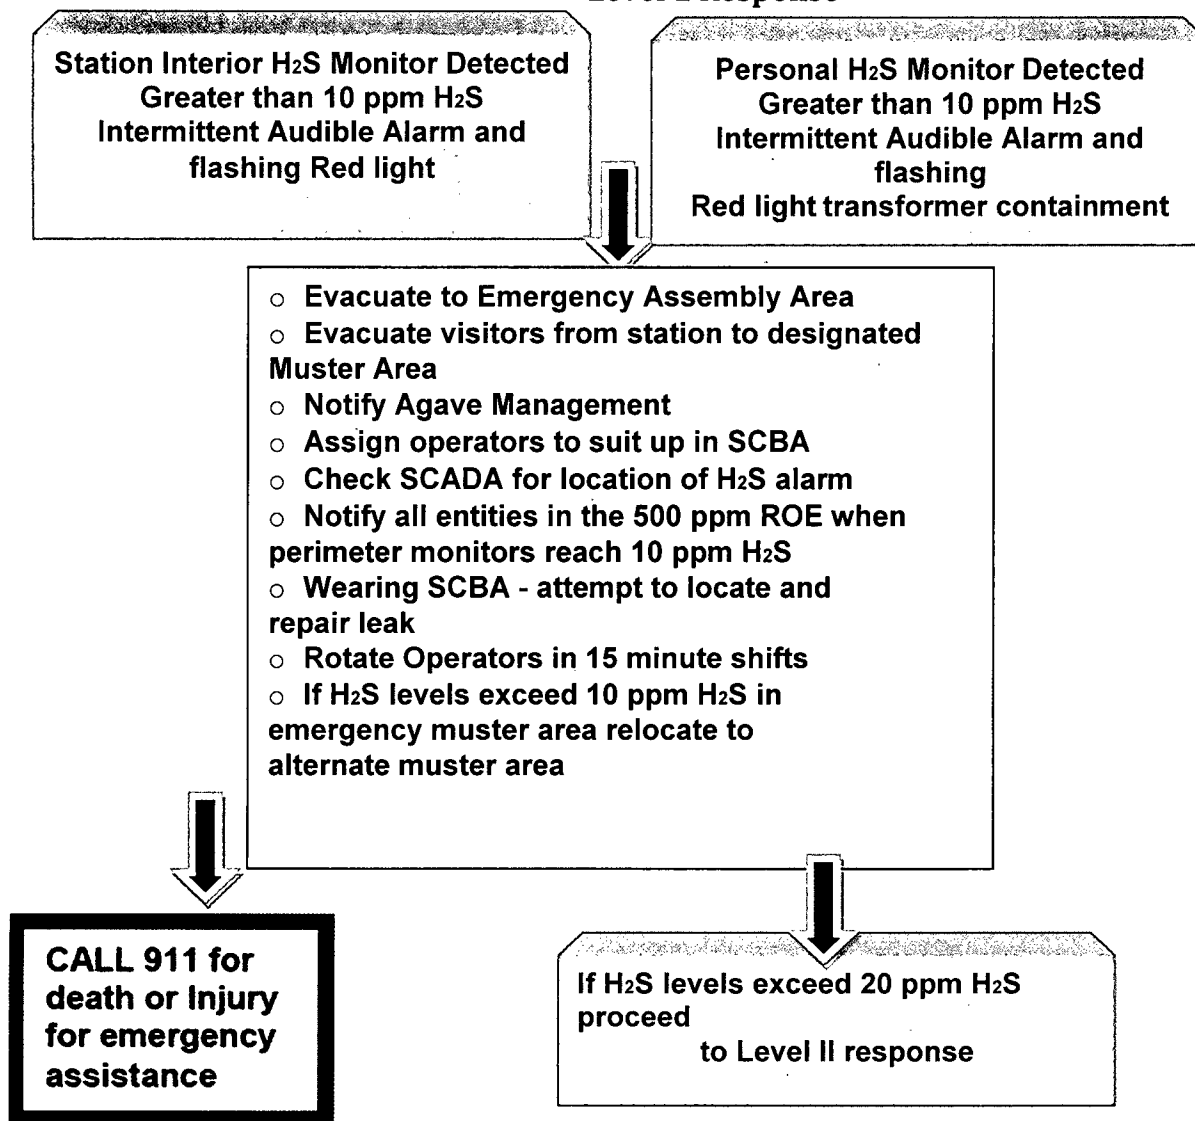 Station Interior H2S Monitor Detected
Greater than 10 ppm H2S
Intermittent Audible Alarm and
flashing Red light
Personal H2S Monitor Detected
Greater than 10 ppm H2S
Intermittent Audible Alarm and
flashing
Red light transformer containment
○ Evacuate to Emergency Assembly Area
○ Evacuate visitors from station to designated
Muster Area
○ Notify Agave Management
○ Assign operators to suit up in SCBA
○ Check SCADA for location of H2S alarm
○ Notify all entities in the 500 ppm ROE when
perimeter monitors reach 10 ppm H2S
○ Wearing SCBA - attempt to locate and
repair leak
○ Rotate Operators in 15 minute shifts
○ If H2S levels exceed 10 ppm H2S in
emergency muster area relocate to
alternate muster area
CALL 911 for
death or Injury
for emergency
assistance
If H2S levels exceed 20 ppm H2S
proceed
to Level II response